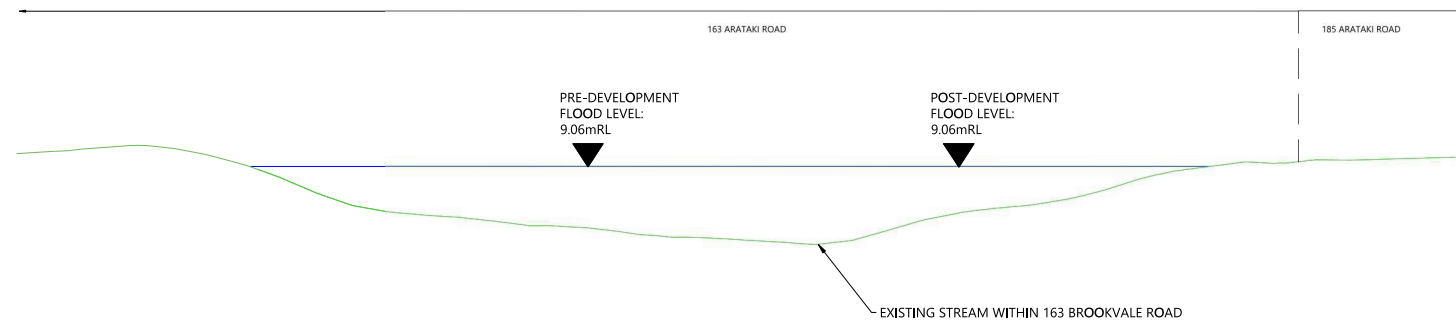 163 ARATAKI ROAD
185 ARATAKI ROAD
PRE-DEVELOPMENT
FLOOD LEVEL:
9.06mRL
POST-DEVELOPMENT
FLOOD LEVEL:
9.06mRL
EXISTING STREAM WITHIN 163 BROOKVALE ROAD